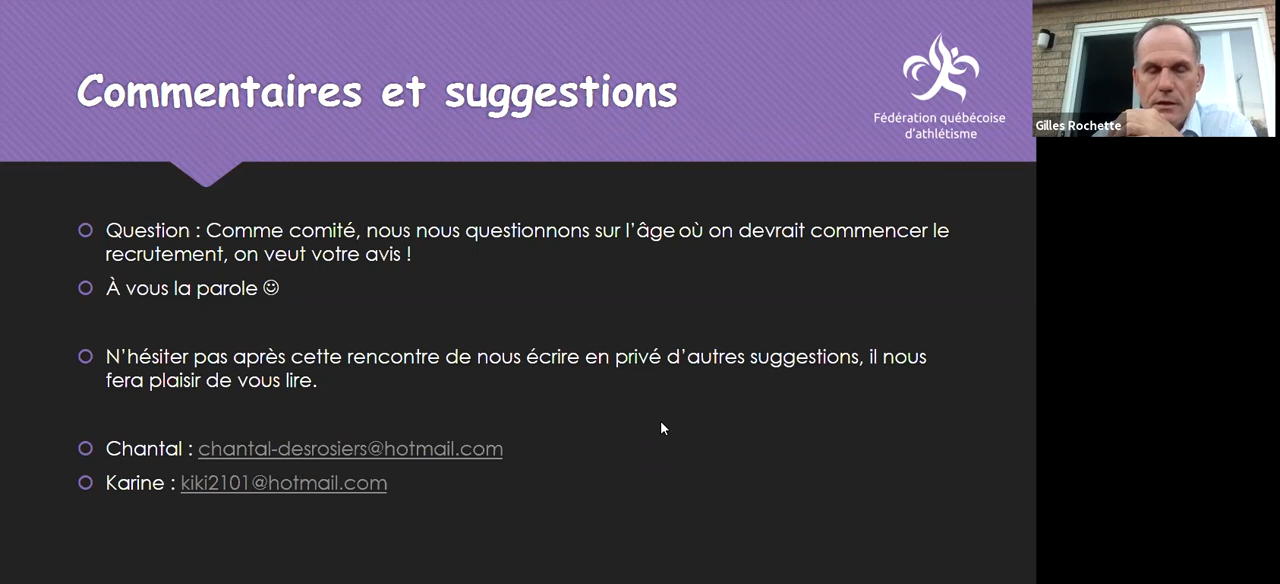 Commentaires et suggestions
Fédération québécoise
d'athlétisme
Gilles Rochette
Question : Comme comité, nous nous questionnons sur l'âge où on devrait commencer le
recrutement, on veut votre avis !
À vous la parole ☺
N'hésiter pas après cette rencontre de nous écrire en privé d'autres suggestions, il nous
fera plaisir de vous lire.
Chantal : chantal-desrosiers@hotmail.com
Karine : kiki2101@hotmail.com